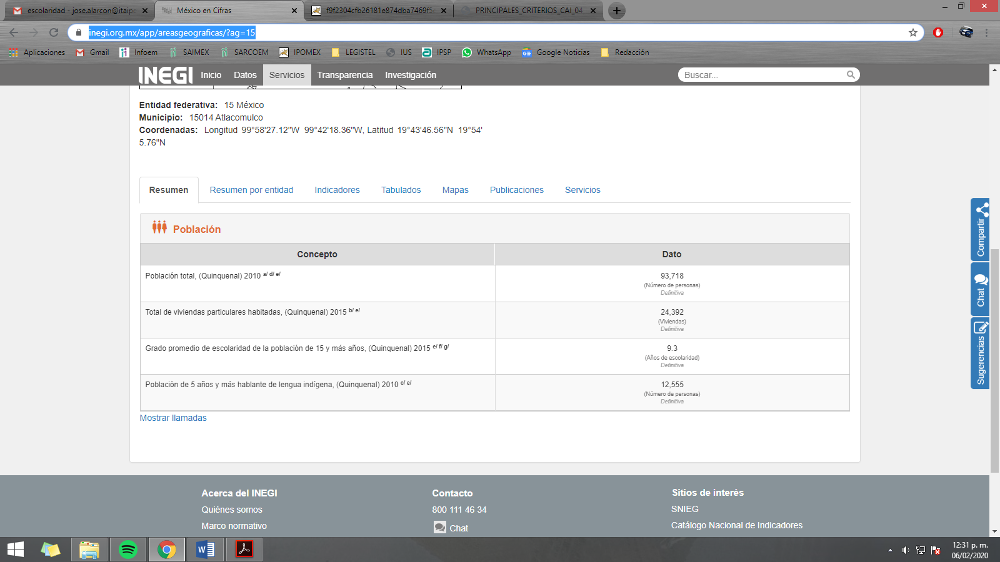 escolaridad - jose.alarcon@itaipe
México en Cifras
f9f2304cfb26181e874dba7469f5e
PRINCIPALES_CRITERIOS_CAI_04
inegi.org.mx/app/areasgeograficas/?ag=15
Aplicaciones
Gmail
Infoem
SAIMEX
SARCOEM
IPOMEX
LEGISTEL
IUS
IPSP
WhatsApp
Google Noticias
Redacción
INEGI
Inicio
Datos
Servicios
Transparencia
Investigación
Buscar...
Entidad federativa: 15 México
Municipio: 15014 Atlacomulco
Coordenadas: Longitud 99°58'27.12"W 99°42'18.36"W, Latitud 19°43'46.56"N 19°54'
5.76"N
Resumen
Resumen por entidad
Indicadores
Tabulados
Mapas
Publicaciones
Servicios
Población
Concepto
Dato
Población total, (Quinquenal) 2010 a/ d/ e/
93,718
(Número de personas)
Definitiva
Total de viviendas particulares habitadas, (Quinquenal) 2015 b/ e/
24,392
(Viviendas)
Definitiva
Grado promedio de escolaridad de la población de 15 y más años, (Quinquenal) 2015 e/ f/ g/
9.3
(Años de escolaridad)
Definitiva
Población de 5 años y más hablante de lengua indígena, (Quinquenal) 2010 c/ e/
12,555
(Número de personas)
Definitiva
Mostrar llamadas
Compartir
Chat
Sugerencias
Acerca del INEGI
Quiénes somos
Marco normativo
Contacto
800 111 46 34
Chat
Sitios de interés
SNIEG
Catálogo Nacional de Indicadores
12:31 p. m.
06/02/2020